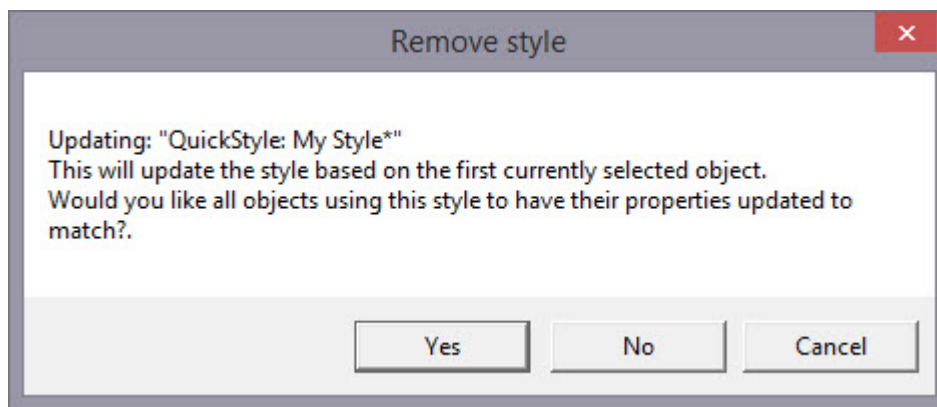 Remove style
Updating: "QuickStyle: My Style*"
This will update the style based on the first currently selected object.
Would you like all objects using this style to have their properties updated to
match?.
Yes
No
Cancel